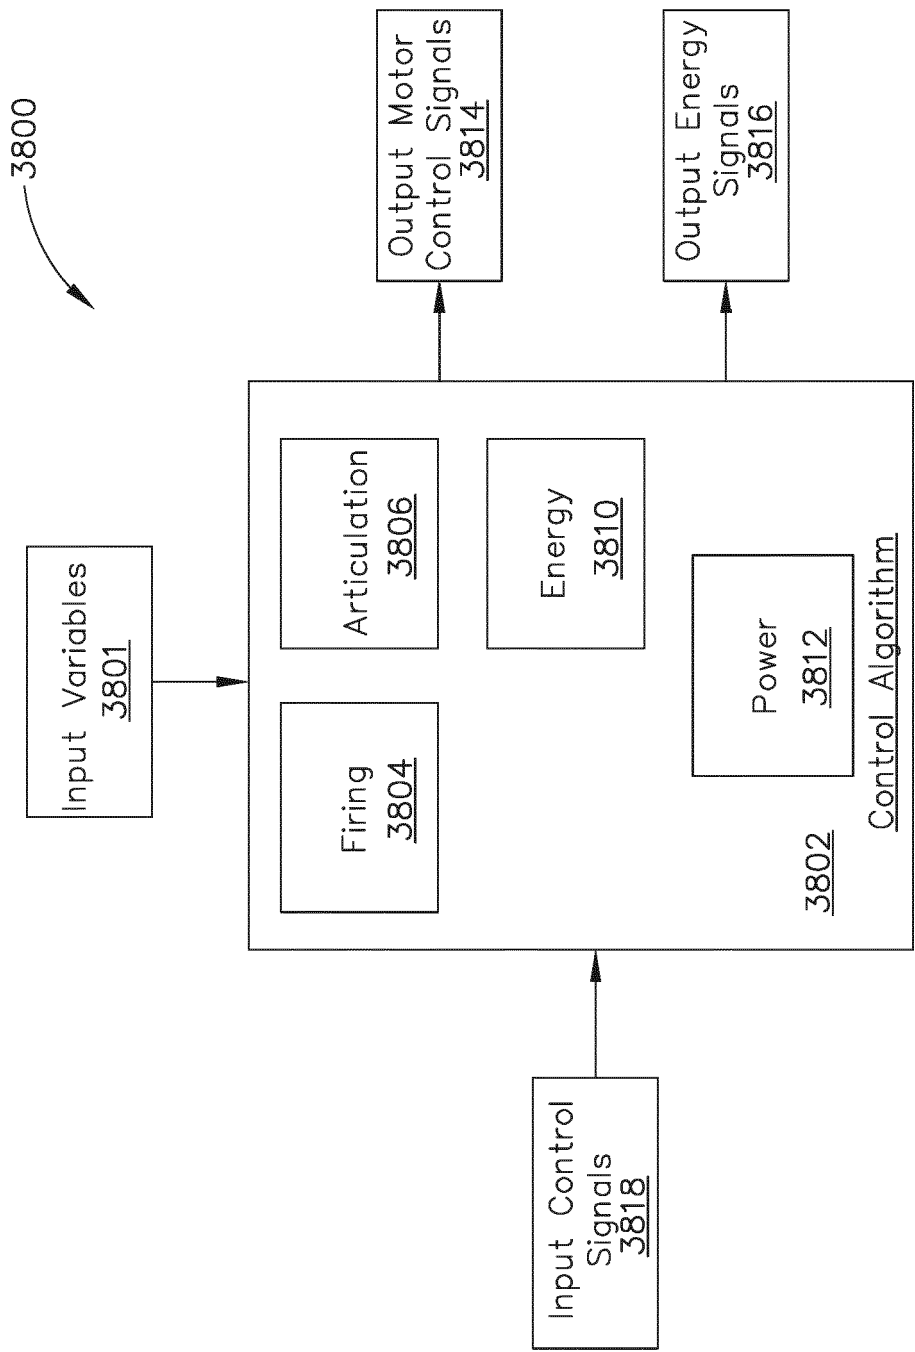 3800
Input Variables
3801
Firing
3804
Articulation
3806
Output Motor
Control Signals
3814
Energy
3810
Output Energy
Signals
3816
Input Control
Signals
3818
Power
3812
3802
Control Algorithm